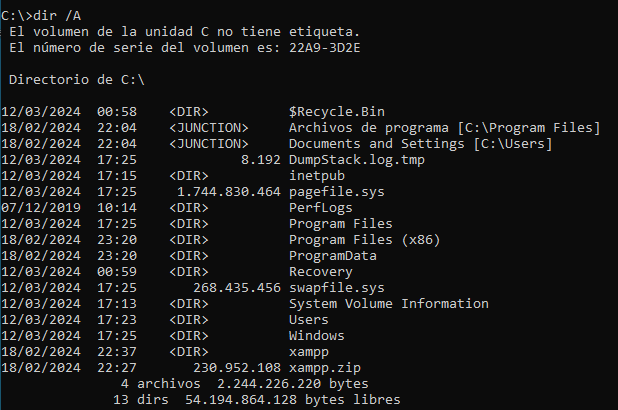 C:\>dir /A
El volumen de la unidad C no tiene etiqueta.
El número de serie del volumen es: 22A9-3D2E
Directorio de C:\
12/03/2024  00:58    <DIR>          $Recycle.Bin
18/02/2024  22:04    <JUNCTION>     Archivos de programa [C:\Program Files]
18/02/2024  22:04    <JUNCTION>     Documents and Settings [C:\Users]
12/03/2024  17:25             8.192 DumpStack.log.tmp
12/03/2024  17:15    <DIR>          inetpub
12/03/2024  17:25     1.744.830.464 pagefile.sys
07/12/2019  10:14    <DIR>          PerfLogs
12/03/2024  17:25    <DIR>          Program Files
18/02/2024  23:20    <DIR>          Program Files (x86)
18/02/2024  23:20    <DIR>          ProgramData
12/03/2024  00:59    <DIR>          Recovery
12/03/2024  17:25       268.435.456 swapfile.sys
12/03/2024  17:13    <DIR>          System Volume Information
12/03/2024  17:23    <DIR>          Users
12/03/2024  17:25    <DIR>          Windows
18/02/2024  22:37    <DIR>          xampp
18/02/2024  22:27       230.952.108 xampp.zip
4 archivos  2.244.226.220 bytes
13 dirs  54.194.864.128 bytes libres